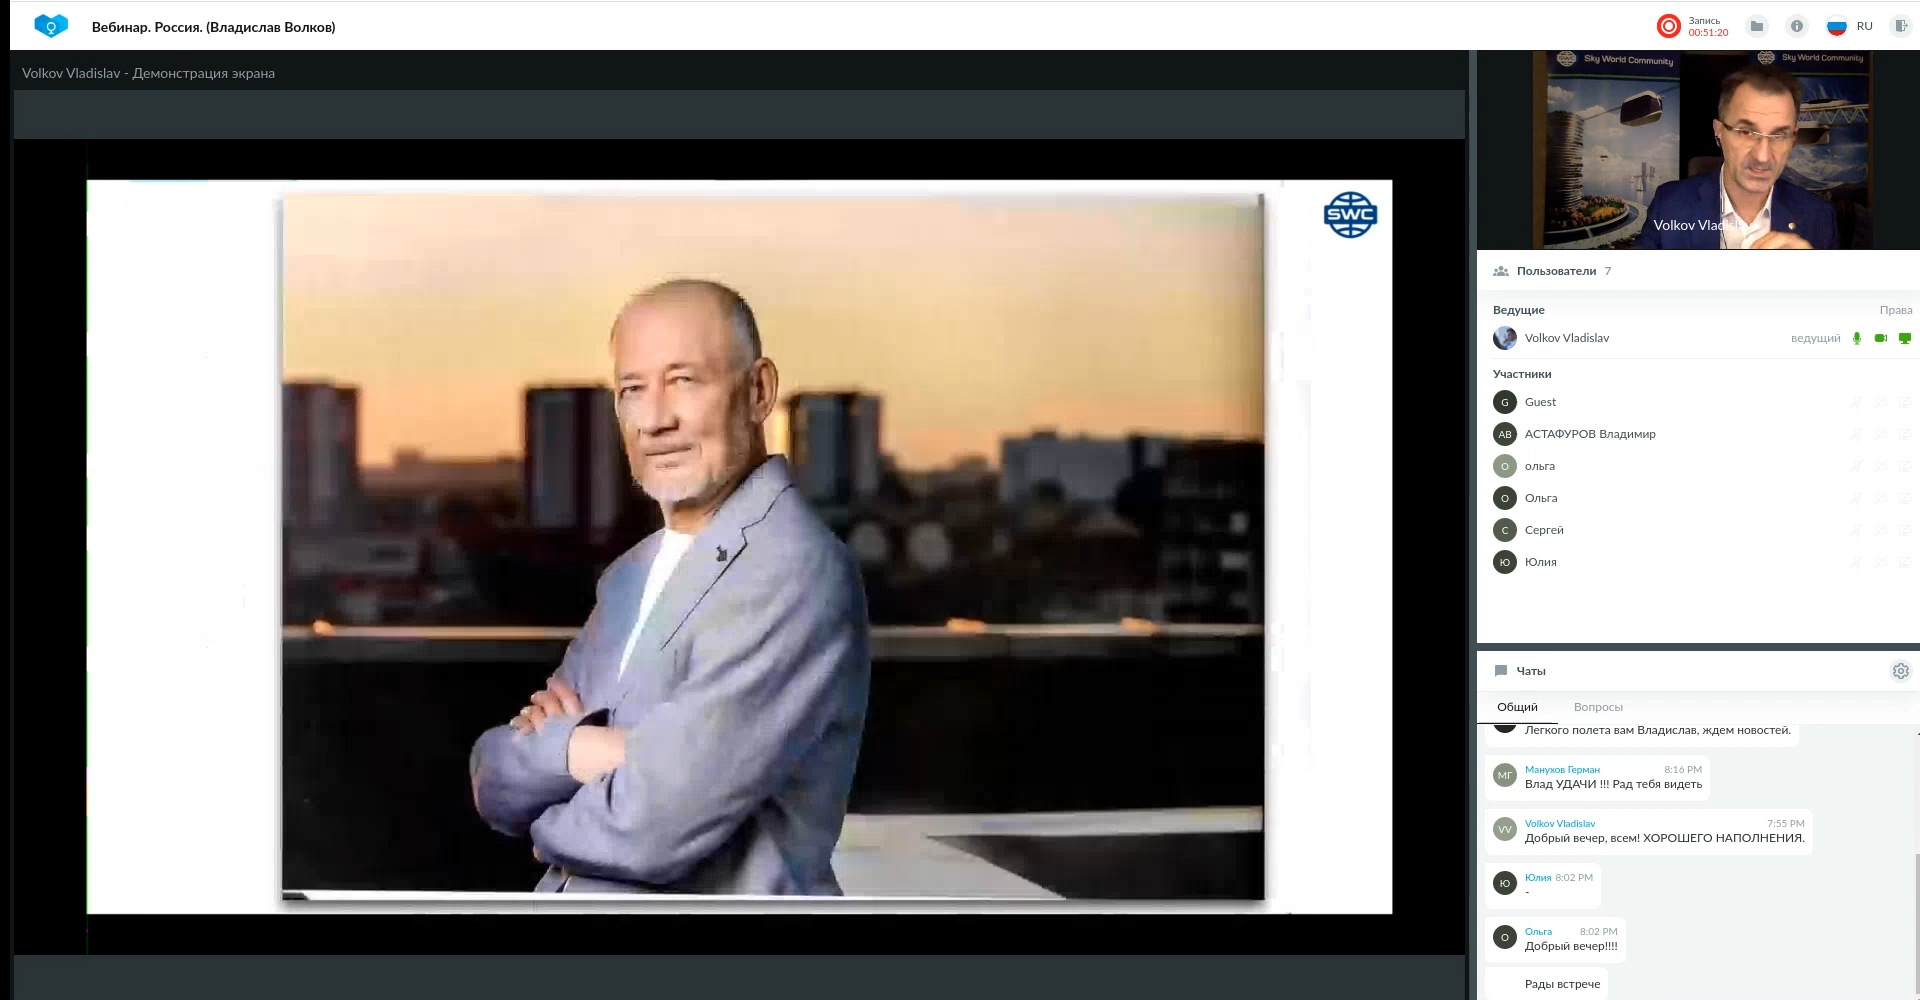 Вебинар. Россия. (Владислав Волков)
Запись
00:51:20
RU
Volkov Vladislav - Демонстрация экрана
SWC
SWC
Sky World Community
SWC
Sky World Community
Volkov Vladislav
Пользователи 7
Ведущие
Права
Volkov Vladislav
ведущий
Участники
G
Guest
АВ
АСТАФУРОВ Владимир
О
ольга
О
Ольга
С
Сергей
Ю
Юлия
Чаты
Общий
Вопросы
Легкого полета вам Владислав, ждем новостей.
МГ
Манухов Герман
8:16 PM
Влад УДАЧИ !!! Рад тебя видеть
VV
Volkov Vladislav
7:55 PM
Добрый вечер, всем! ХОРОШЕГО НАПОЛНЕНИЯ.
Ю
Юлия 8:02 PM
-
О
Ольга
8:02 PM
Добрый вечер!!!!
Рады встрече